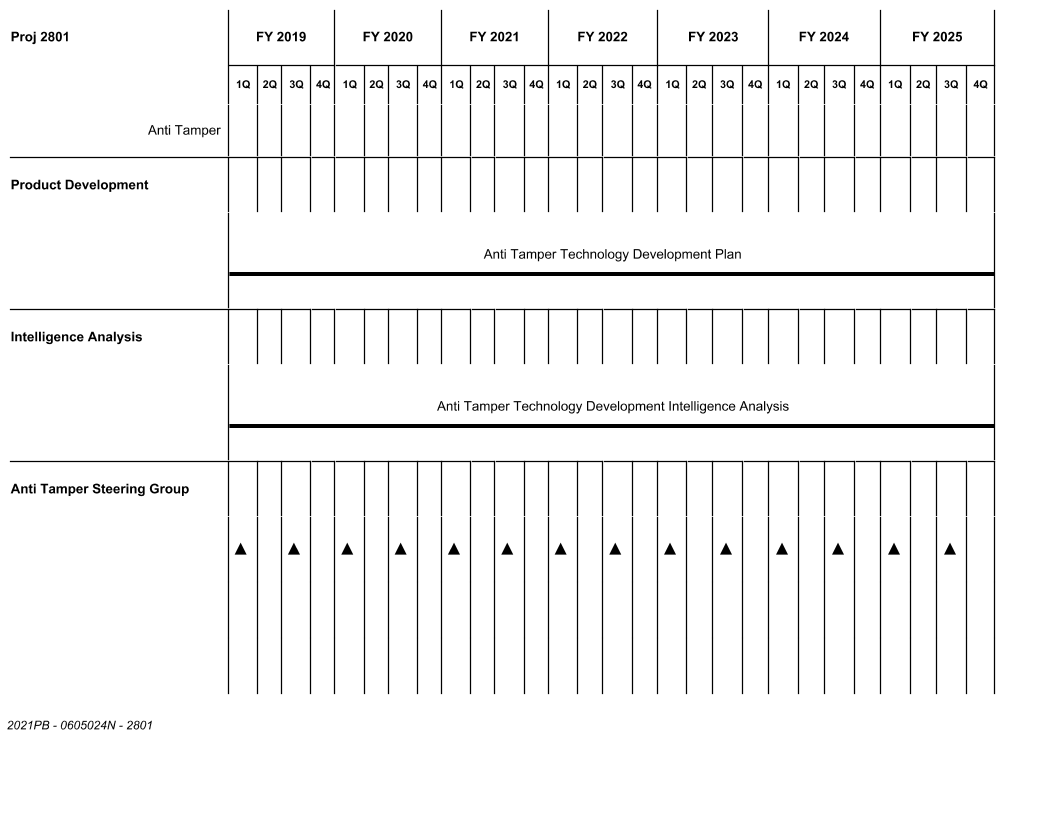 Proj 2801 FY 2019 FY 2020 FY 2021 FY 2022 FY 2023 FY 2024 FY 2025
1Q 2Q 3Q 4Q 1Q 2Q 3Q 4Q 1Q 2Q 3Q 4Q 1Q 2Q 3Q 4Q 1Q 2Q 3Q 4Q 1Q 2Q 3Q 4Q 1Q 2Q 3Q 4Q
Anti Tamper
Product Development
Anti Tamper Technology Development Plan
Intelligence Analysis
Anti Tamper Technology Development Intelligence Analysis
Anti Tamper Steering Group
2021PB - 0605024N - 2801